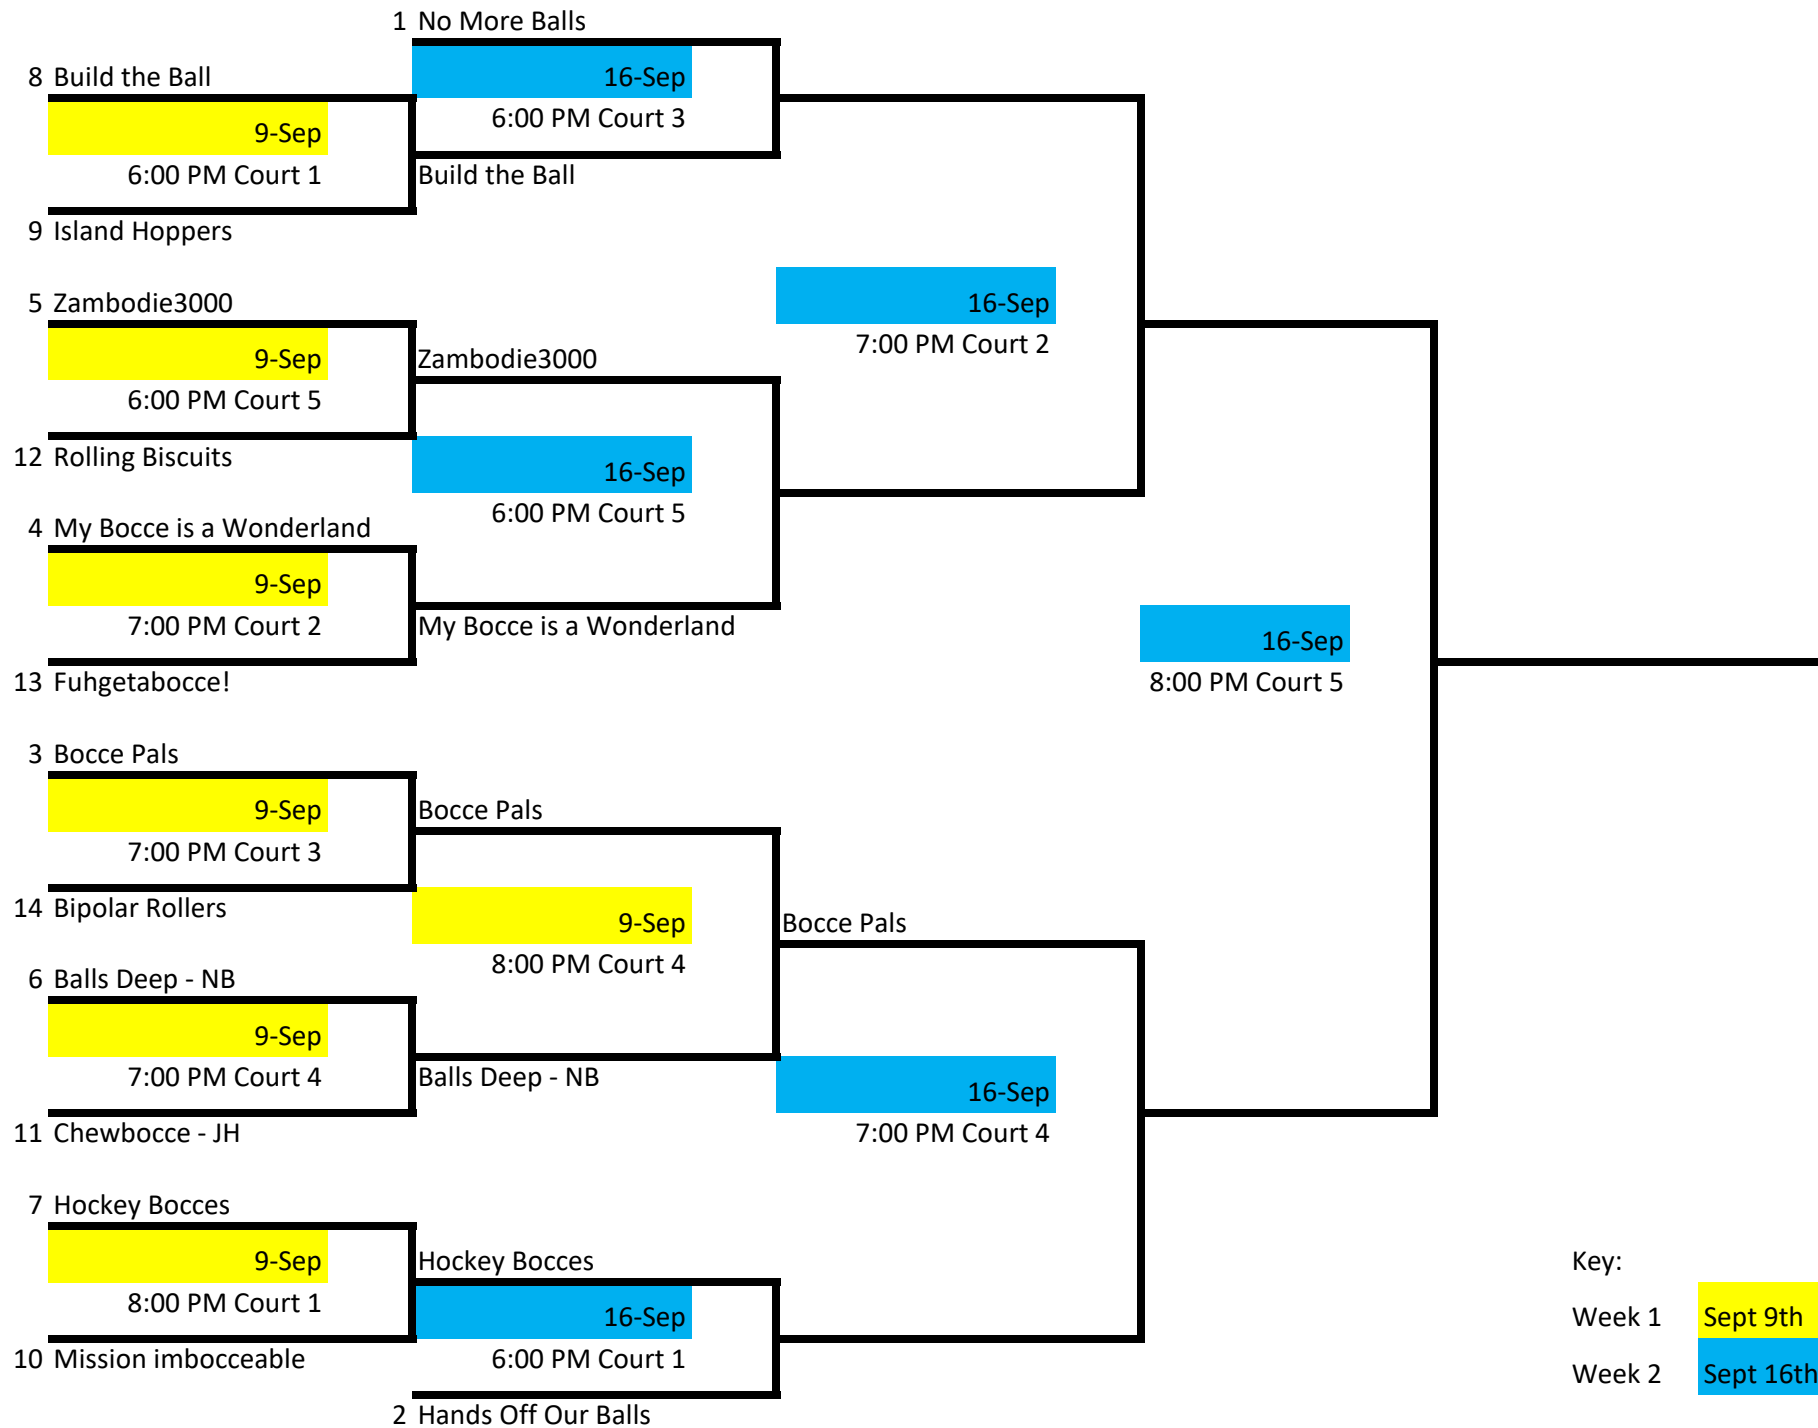 1 No More Balls
8 Build the Ball
16-Sep
9-Sep
6:00 PM Court 3
6:00 PM Court 1
Build the Ball
9 Island Hoppers
5 Zambodie3000
16-Sep
9-Sep
Zambodie3000
7:00 PM Court 2
6:00 PM Court 5
12 Rolling Biscuits
16-Sep
6:00 PM Court 5
4 My Bocce is a Wonderland
9-Sep
7:00 PM Court 2
My Bocce is a Wonderland
16-Sep
13 Fuhgetabocce!
8:00 PM Court 5
3 Bocce Pals
9-Sep
Bocce Pals
7:00 PM Court 3
14 Bipolar Rollers
9-Sep
Bocce Pals
8:00 PM Court 4
6 Balls Deep - NB
9-Sep
7:00 PM Court 4
Balls Deep - NB
16-Sep
11 Chewbocce - JH
7:00 PM Court 4
7 Hockey Bocces
9-Sep
Hockey Bocces
Key:
8:00 PM Court 1
16-Sep
Week 1 Sept 9th
10 Mission imbocceable
6:00 PM Court 1
Week 2 Sept 16th
2 Hands Off Our Balls